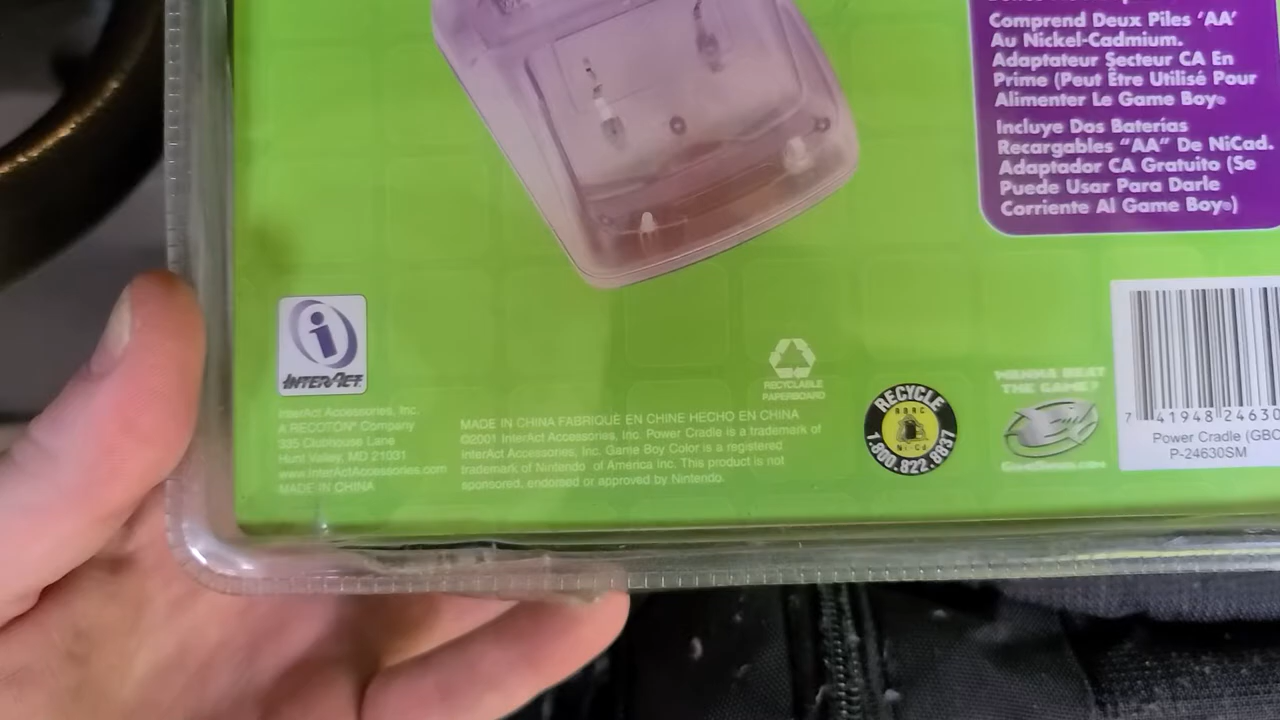 Comprend Deux Piles ‘AA’
Au Nickel-Cadmium.
Adaptateur Secteur CA En
Prime (Peut Être Utilisé Pour
Alimenter Le Game Boy®
Incluye Dos Baterías
Recargables “AA” De NiCad.
Adaptador CA Gratuito (Se
Puede Usar Para Darle
Corriente Al Game Boy®)
i
INTERACT
InterAct Accessories, Inc.
A RECOTON® Company
335 Clubhouse Lane
Hunt Valley, MD 21031
www.InterActAccessories.com
MADE IN CHINA
MADE IN CHINA FABRIQUÉ EN CHINE HECHO EN CHINA
©2001 InterAct Accessories, Inc. Power Cradle is a trademark of
InterAct Accessories, Inc. Game Boy Color is a registered
trademark of Nintendo of America Inc. This product is not
sponsored, endorsed or approved by Nintendo.
RECYCLABLE
PAPERBOARD
RECYCLE
RBRC
Ni Cd
1.800.822.8837
WANNA BEAT
THE GAME?
7 41948 24630
Power Cradle (GBC
P-24630SM